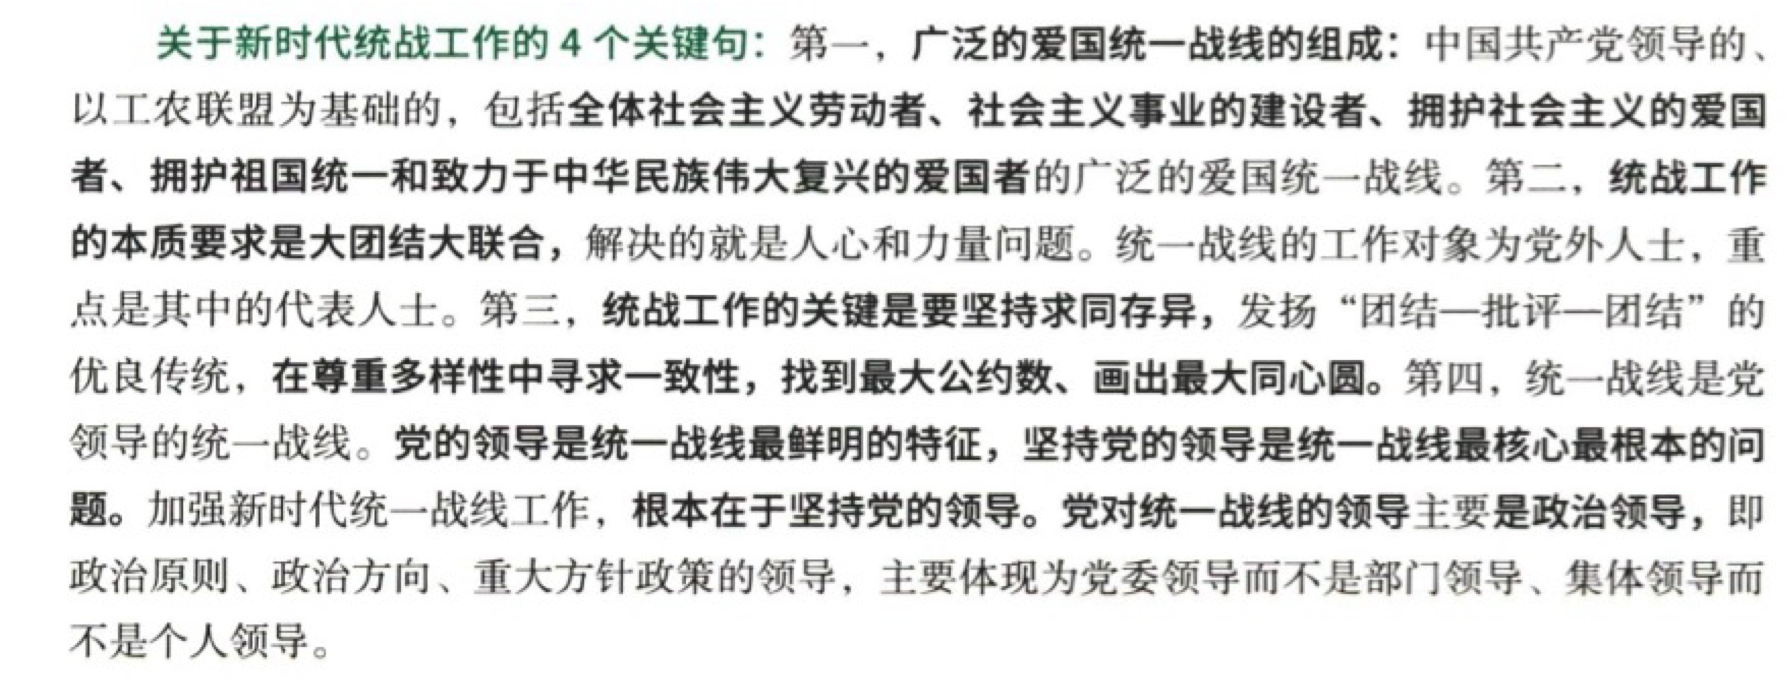 关于新时代统战工作的 4 个关键句：第一，广泛的爱国统一战线的组成：中国共产党领导的、
以工农联盟为基础的，包括全体社会主义劳动者、社会主义事业的建设者、拥护社会主义的爱国
者、拥护祖国统一和致力于中华民族伟大复兴的爱国者的广泛的爱国统一战线。第二，统战工作
的本质要求是大团结大联合，解决的就是人心和力量问题。统一战线的工作对象为党外人士，重
点是其中的代表人士。第三，统战工作的关键是要坚持求同存异，发扬“团结—批评—团结”的
优良传统，在尊重多样性中寻求一致性，找到最大公约数、画出最大同心圆。第四，统一战线是党
领导的统一战线。党的领导是统一战线最鲜明的特征，坚持党的领导是统一战线最核心最根本的问
题。加强新时代统一战线工作，根本在于坚持党的领导。党对统一战线的领导主要是政治领导，即
政治原则、政治方向、重大方针政策的领导，主要体现为党委领导而不是部门领导、集体领导而
不是个人领导。